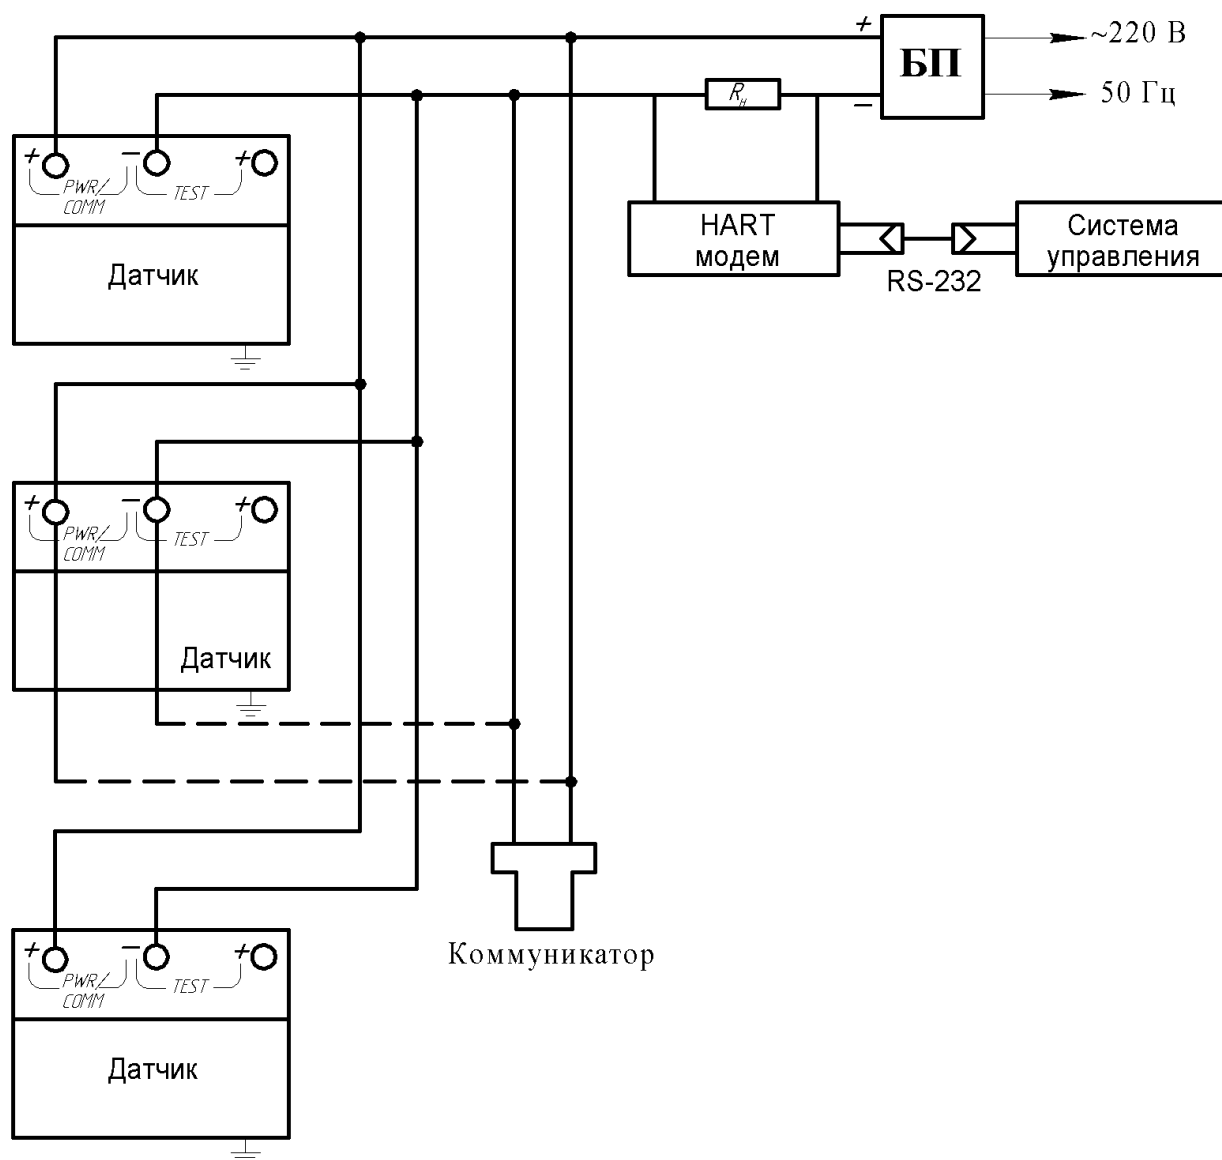 +
БП
~220 В
50 Гц
−
Rн
+ − +
PWR/
COMM
TEST
Датчик
HART
модем
RS-232
Система
управления
+ − +
PWR/
COMM
TEST
Датчик
Коммуникатор
+ − +
PWR/
COMM
TEST
Датчик